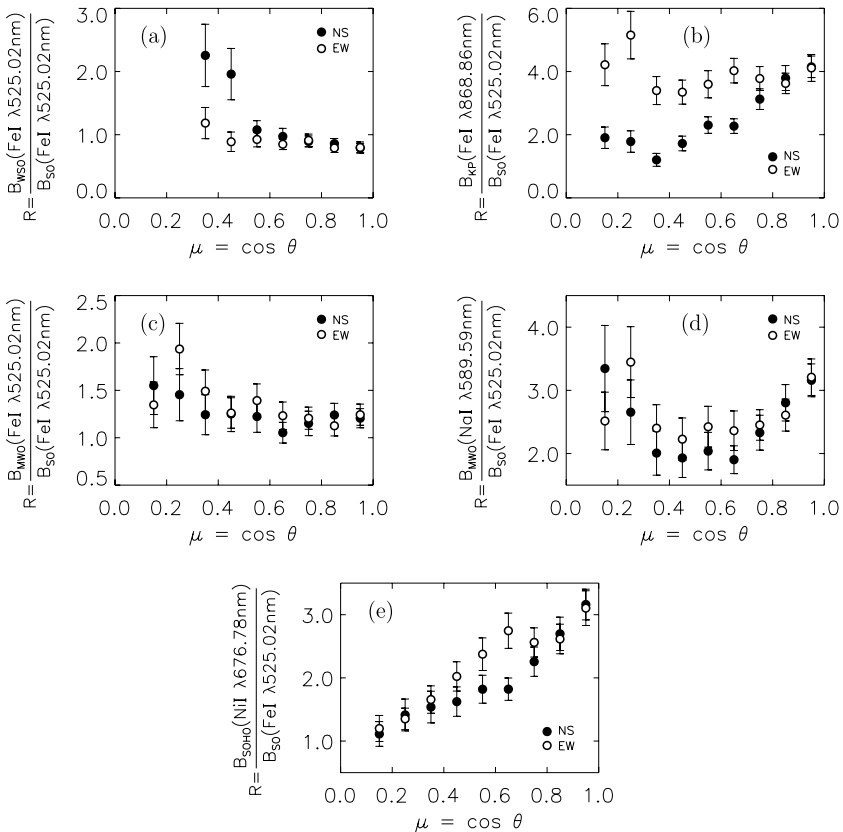 3.0
2.0
1.0
0.0
(a)
NS
EW
R= B_WSO(FeI λ525.02nm)
B_SO(FeI λ525.02nm)
0.0 0.2 0.4 0.6 0.8 1.0
μ = cos θ
6.0
4.0
2.0
0.0
(b)
NS
EW
R= B_KP(FeI λ868.86nm)
B_SO(FeI λ525.02nm)
0.0 0.2 0.4 0.6 0.8 1.0
μ = cos θ
2.5
2.0
1.5
1.0
0.5
(c)
NS
EW
R= B_MWO(FeI λ525.02nm)
B_SO(FeI λ525.02nm)
0.0 0.2 0.4 0.6 0.8 1.0
μ = cos θ
4.0
3.0
2.0
(d)
NS
EW
R= B_MWO(NaI λ589.59nm)
B_SO(FeI λ525.02nm)
0.0 0.2 0.4 0.6 0.8 1.0
μ = cos θ
3.0
2.0
1.0
(e)
NS
EW
R= B_SOHO(NiI λ676.78nm)
B_SO(FeI λ525.02nm)
0.0 0.2 0.4 0.6 0.8 1.0
μ = cos θ